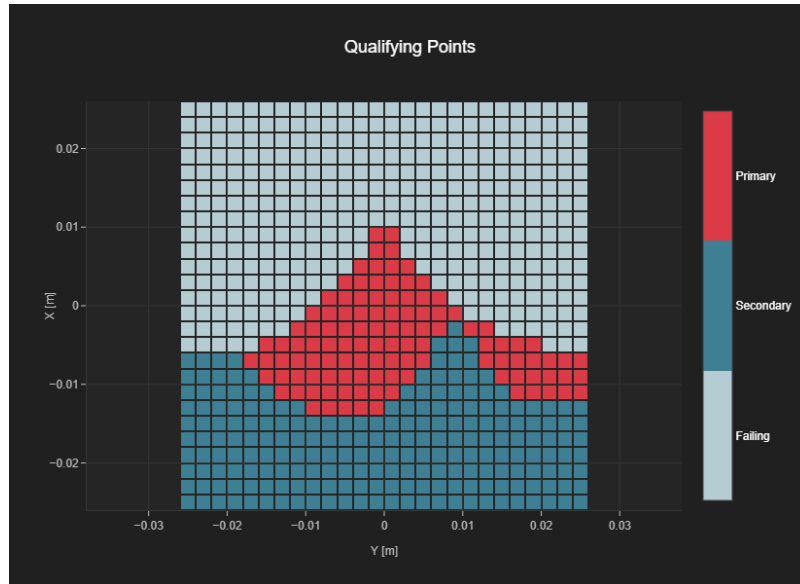 Qualifying Points
0.02
0.01
0
−0.01
−0.02
X [m]
−0.03
−0.02
−0.01
0
0.01
0.02
0.03
Y [m]
Primary
Secondary
Failing